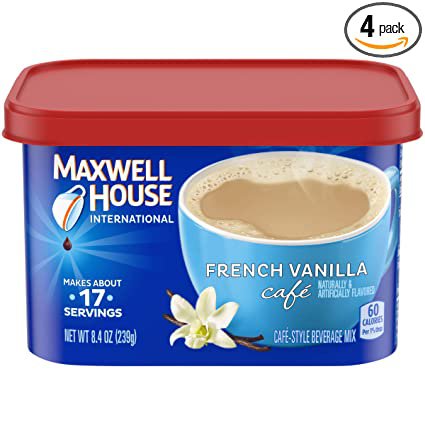 4 pack
MAXWELL
HOUSE
INTERNATIONAL
MAKES ABOUT
• 17 •
SERVINGS
NET WT 8.4 OZ (239g)
FRENCH VANILLA
café
NATURALLY &
ARTIFICIALLY FLAVORED
60
CALORIES
CAFÉ-STYLE BEVERAGE MIX